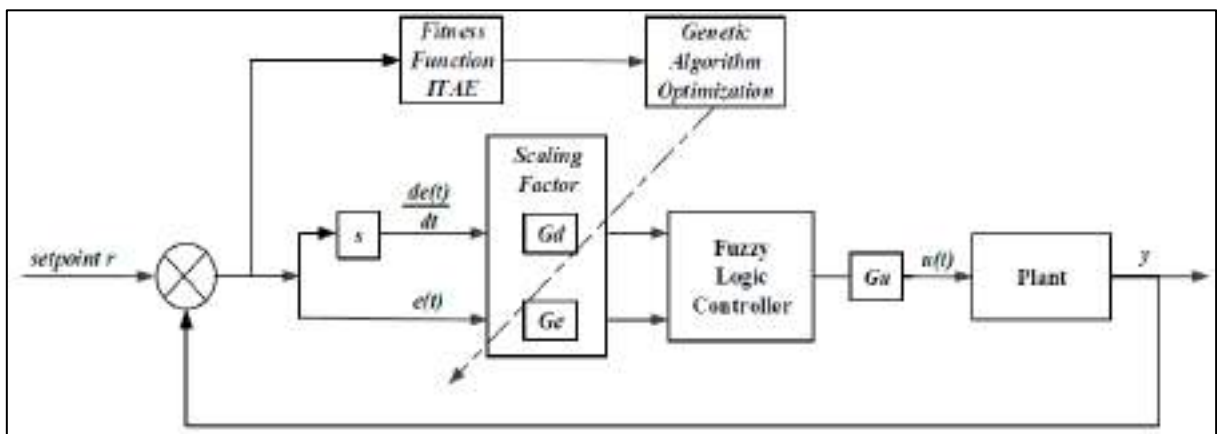 Fitness
Function
ITAE
Genetic
Algorithm
Optimization
Scaling
Factor
de(t)
dt
s
Gd
setpoint r
e(t)
Ge
Fuzzy
Logic
Controller
Gu
u(t)
Plant
y